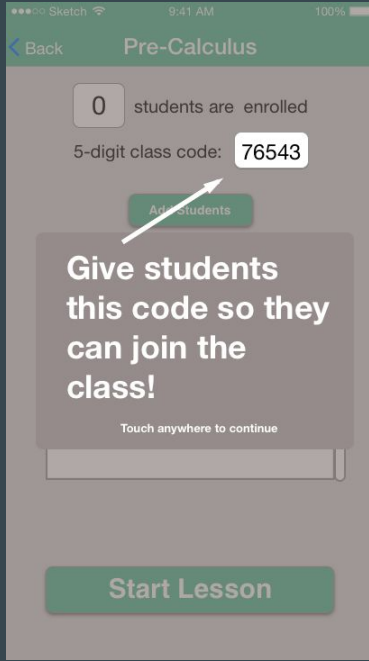 Sketch 9:41 AM 100%
Back Pre-Calculus
0 students are enrolled
5-digit class code: 76543
Add Students
Give students
this code so they
can join the
class!
Touch anywhere to continue
Start Lesson